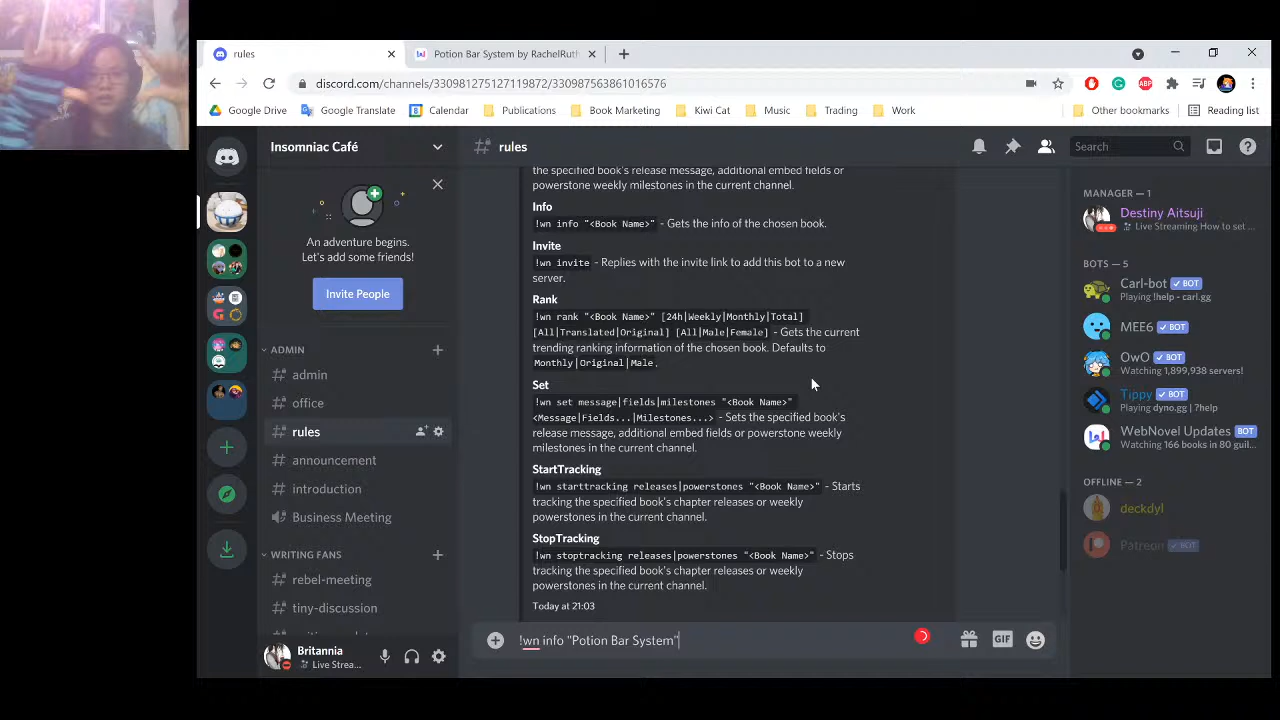 rules
Potion Bar System by RachelRuth
discord.com/channels/330981275127119872/330987563861016576
Google Drive
Google Translate
Calendar
Publications
Book Marketing
Kiwi Cat
Music
Trading
Work
Other bookmarks
Reading list
Insomniac Café
An adventure begins.
Let's add some friends!
Invite People
ADMIN
admin
office
rules
announcement
introduction
Business Meeting
WRITING FANS
rebel-meeting
tiny-discussion
Britannia
Live Strea...
rules
Search
the specified book's release message, additional embed fields or
powerstone weekly milestones in the current channel.
Info
!wn info "<Book Name>" - Gets the info of the chosen book.
Invite
!wn invite - Replies with the invite link to add this bot to a new
server.
Rank
!wn rank "<Book Name>" [24h|Weekly|Monthly|Total]
[All|Translated|Original] [All|Male|Female] - Gets the current
trending ranking information of the chosen book. Defaults to
Monthly|Original|Male.
Set
!wn set message|fields|milestones "<Book Name>"
<Message|Fields...|Milestones...> - Sets the specified book's
release message, additional embed fields or powerstone weekly
milestones in the current channel.
StartTracking
!wn starttracking releases|powerstones "<Book Name>" - Starts
tracking the specified book's chapter releases or weekly
powerstones in the current channel.
StopTracking
!wn stoptracking releases|powerstones "<Book Name>" - Stops
tracking the specified book's chapter releases or weekly
powerstones in the current channel.
Today at 21:03
!wn info "Potion Bar System"
GIF
MANAGER — 1
Destiny Aitsuji
Live Streaming How to set ...
BOTS — 5
Carl-bot ✓ BOT
Playing !help - carl.gg
MEE6 ✓ BOT
OwO ✓ BOT
Watching 1,899,938 servers!
Tippy ✓ BOT
Playing dyno.gg | ?help
WebNovel Updates BOT
Watching 166 books in 80 guil...
OFFLINE — 2
deckdyl
Patreon ✓ BOT